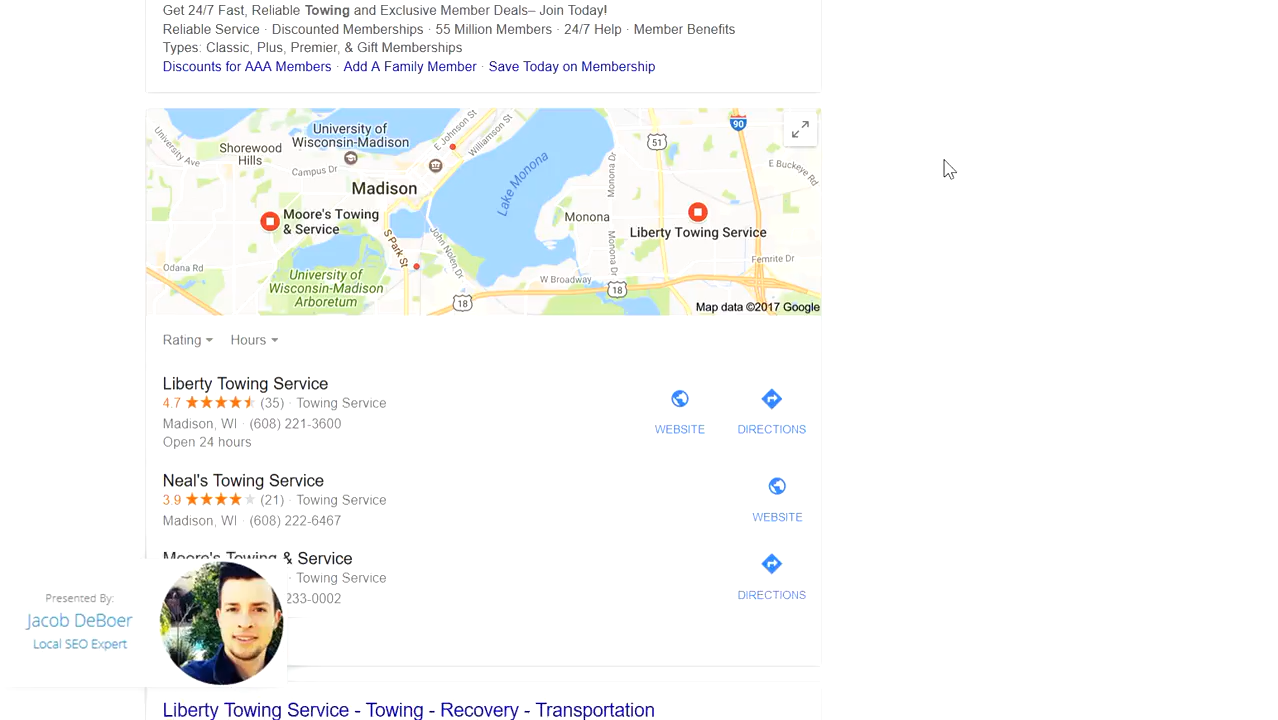 Get 24/7 Fast, Reliable Towing and Exclusive Member Deals– Join Today!
Reliable Service · Discounted Memberships · 55 Million Members · 24/7 Help · Member Benefits
Types: Classic, Plus, Premier, & Gift Memberships
Discounts for AAA Members · Add A Family Member · Save Today on Membership
University of
Wisconsin-Madison
E Johnson St
Williamson St
90
51
University Ave
Shorewood
Hills
Campus Dr
Madison
Lake Monona
Monona Dr
E Buckeye Rd
Moore's Towing
& Service
Monona
Liberty Towing Service
S Park St
John Nolen Dr
Monona Dr
Odana Rd
University of
Wisconsin-Madison
Arboretum
W Broadway
Femrite Dr
18
18
Map data ©2017 Google
Rating
Hours
Liberty Towing Service
4.7 (35) · Towing Service
Madison, WI · (608) 221-3600
Open 24 hours
WEBSITE
DIRECTIONS
Neal's Towing Service
3.9 (21) · Towing Service
Madison, WI · (608) 222-6467
WEBSITE
Moore's Towing & Service
· Towing Service
233-0002
DIRECTIONS
Presented By:
Jacob DeBoer
Local SEO Expert
Liberty Towing Service - Towing - Recovery - Transportation